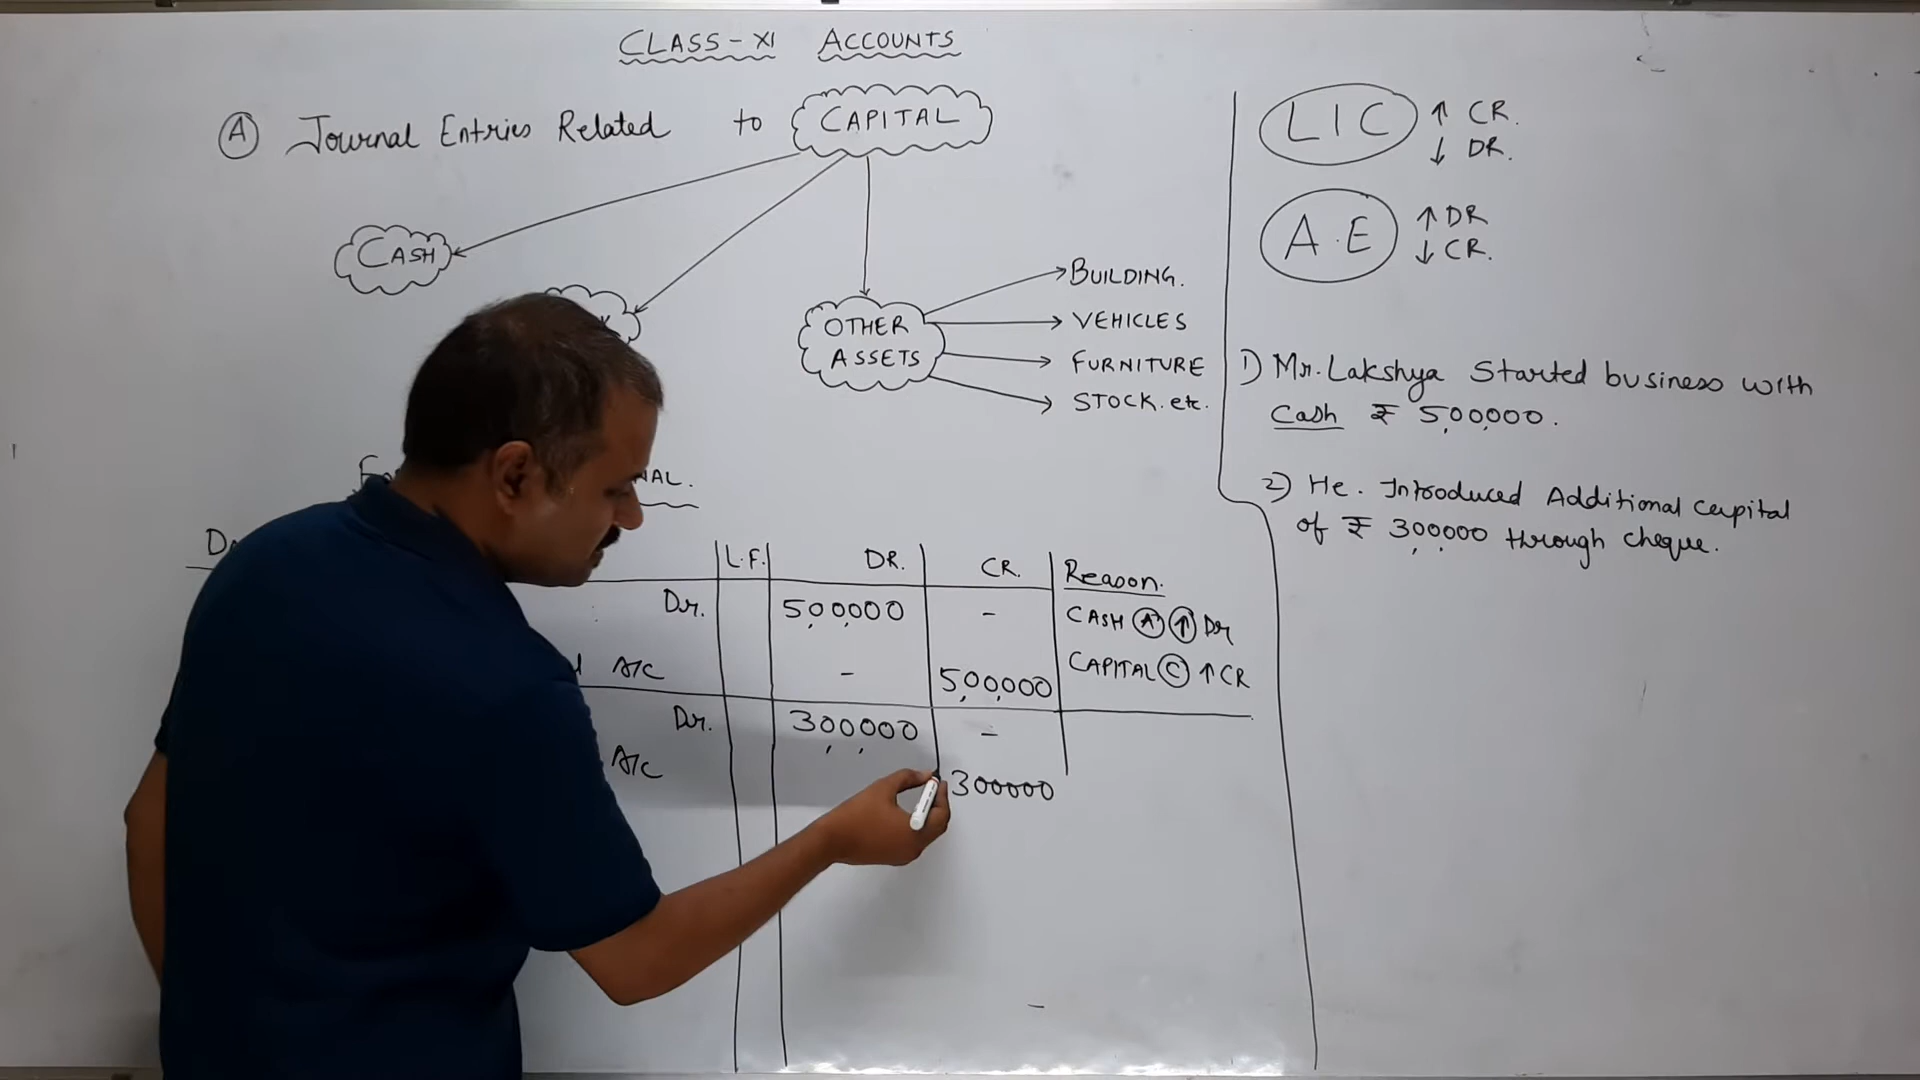 CLASS-XI ACCOUNTS
(A) Journal Entries Related to CAPITAL
CASH
OTHER
ASSETS
BUILDING.
VEHICLES
FURNITURE
STOCK. etc.
NAL.
L.F. DR. CR. Reason.
Dr. 5,00,000 - CASH (A) ↑ Dr
A/C - 5,00,000 CAPITAL (C) ↑ CR
Dr. 3,00,000 -
A/C 300000
LIC ↑ CR.
↓ DR.
A.E ↑ DR
↓ CR.
1) Mr. Lakshya Started business with
Cash ₹ 5,00,000.
2) He. Introduced Additional capital
of ₹ 3,00,000 through cheque.